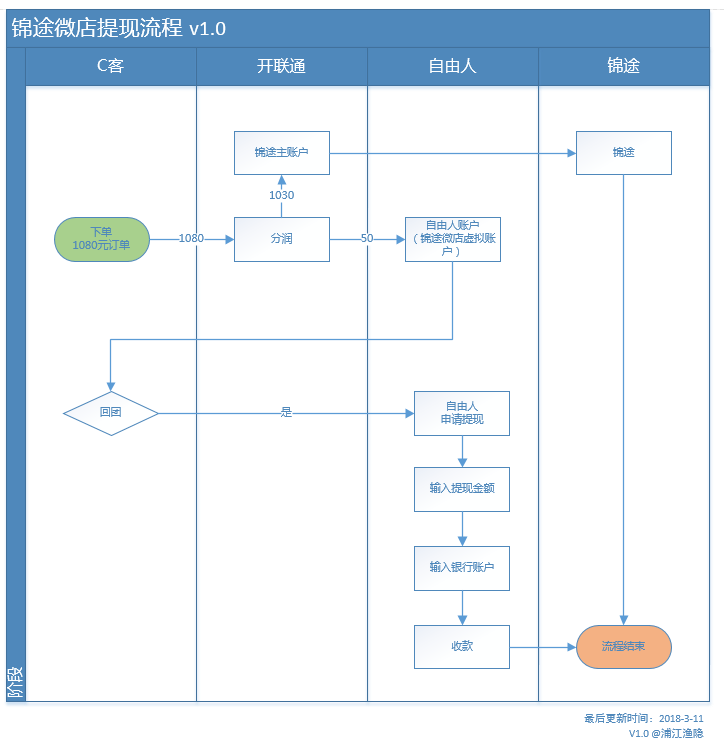 锦途微店提现流程 v1.0
C客
开联通
自由人
锦途
锦途主账户
锦途
1030
下单
1080元订单
1080
分润
50
自由人账户
（锦途微店虚拟账
户）
回团
是
自由人
申请提现
输入提现金额
输入银行账户
收款
流程结束
阶段
最后更新时间：2018-3-11
V1.0 @浦江渔隐